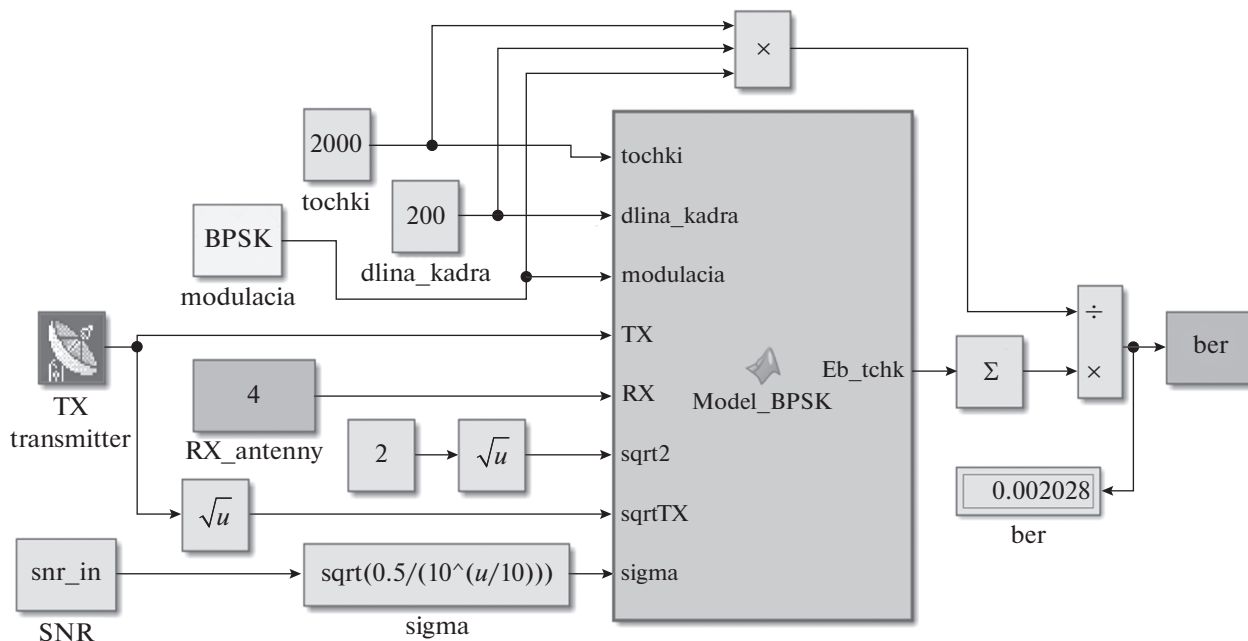 ×
2000
tochki
200
dlina_kadra
BPSK
modulacia
TX
transmitter
4
RX_antenny
2
√u
√u
snr_in
SNR
sqrt(0.5/(10^(u/10)))
sigma
tochki
dlina_kadra
modulacia
TX
RX
sqrt2
sqrtTX
sigma
Model_BPSK
Eb_tchk
Σ
÷
×
ber
0.002028
ber